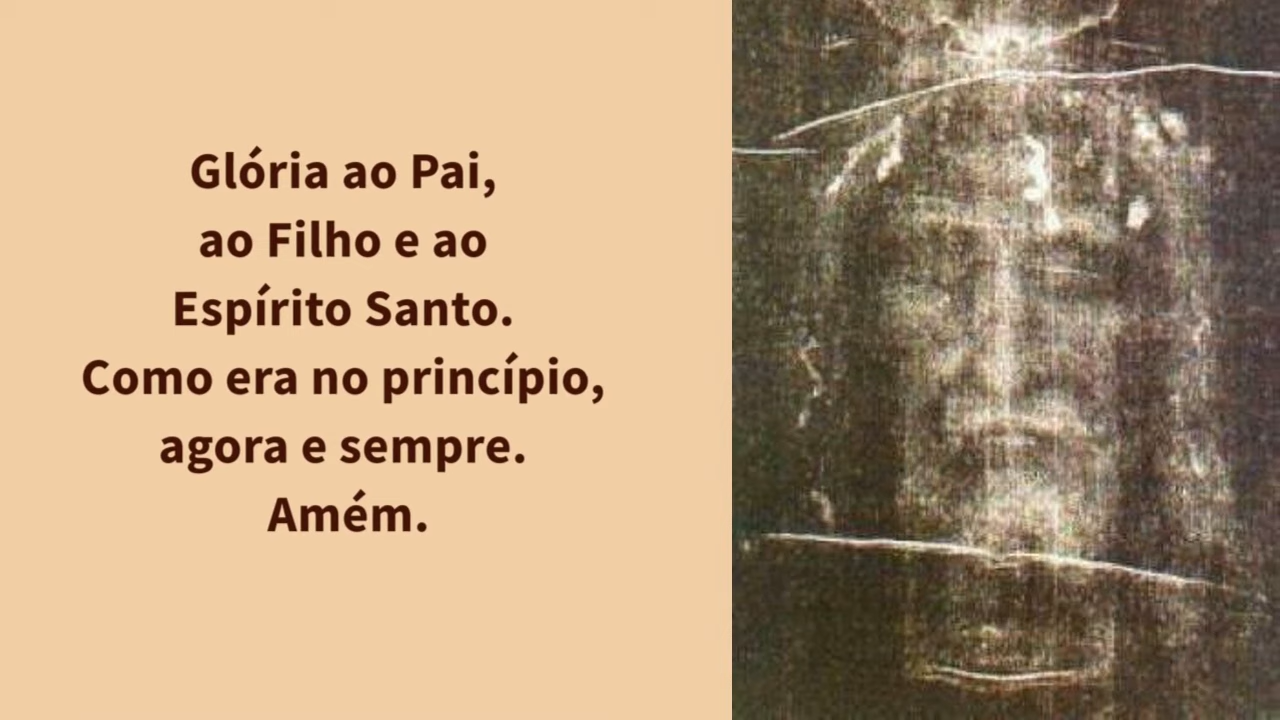 Glória ao Pai,
ao Filho e ao
Espírito Santo.
Como era no princípio,
agora e sempre.
Amém.